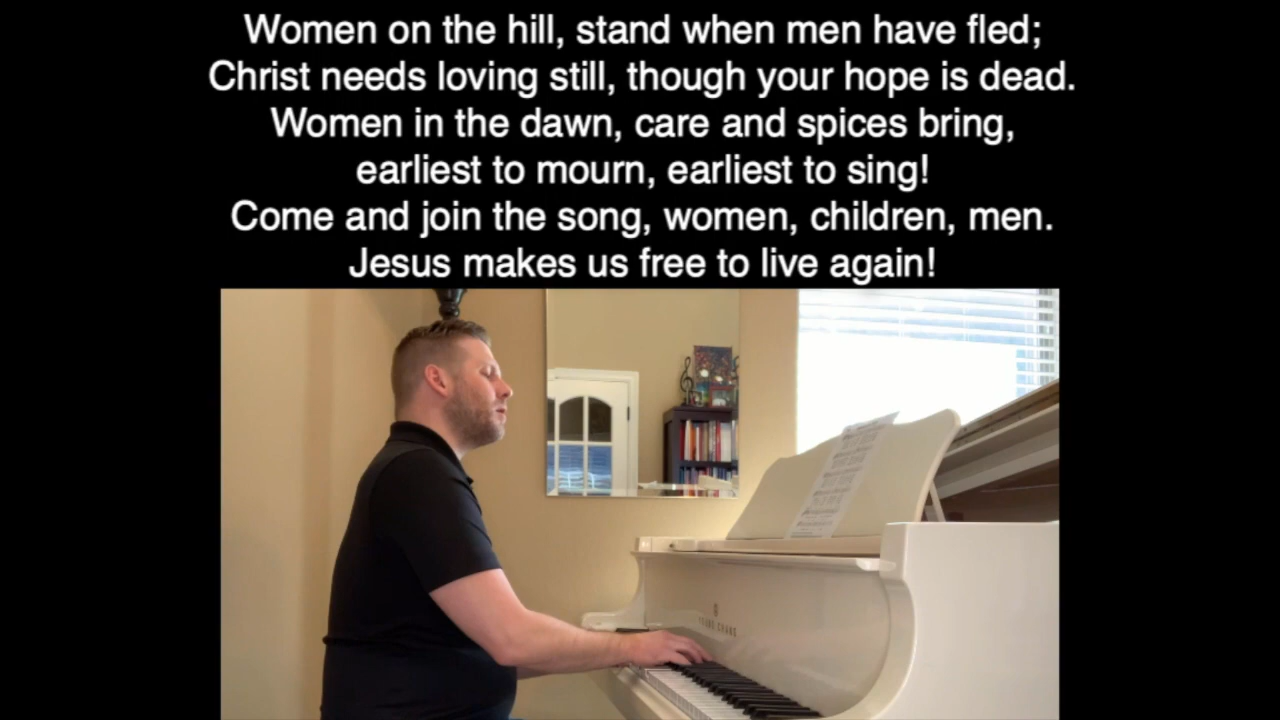 Women on the hill, stand when men have fled;
Christ needs loving still, though your hope is dead.
Women in the dawn, care and spices bring,
earliest to mourn, earliest to sing!
Come and join the song, women, children, men.
Jesus makes us free to live again!
YOUNG CHANG